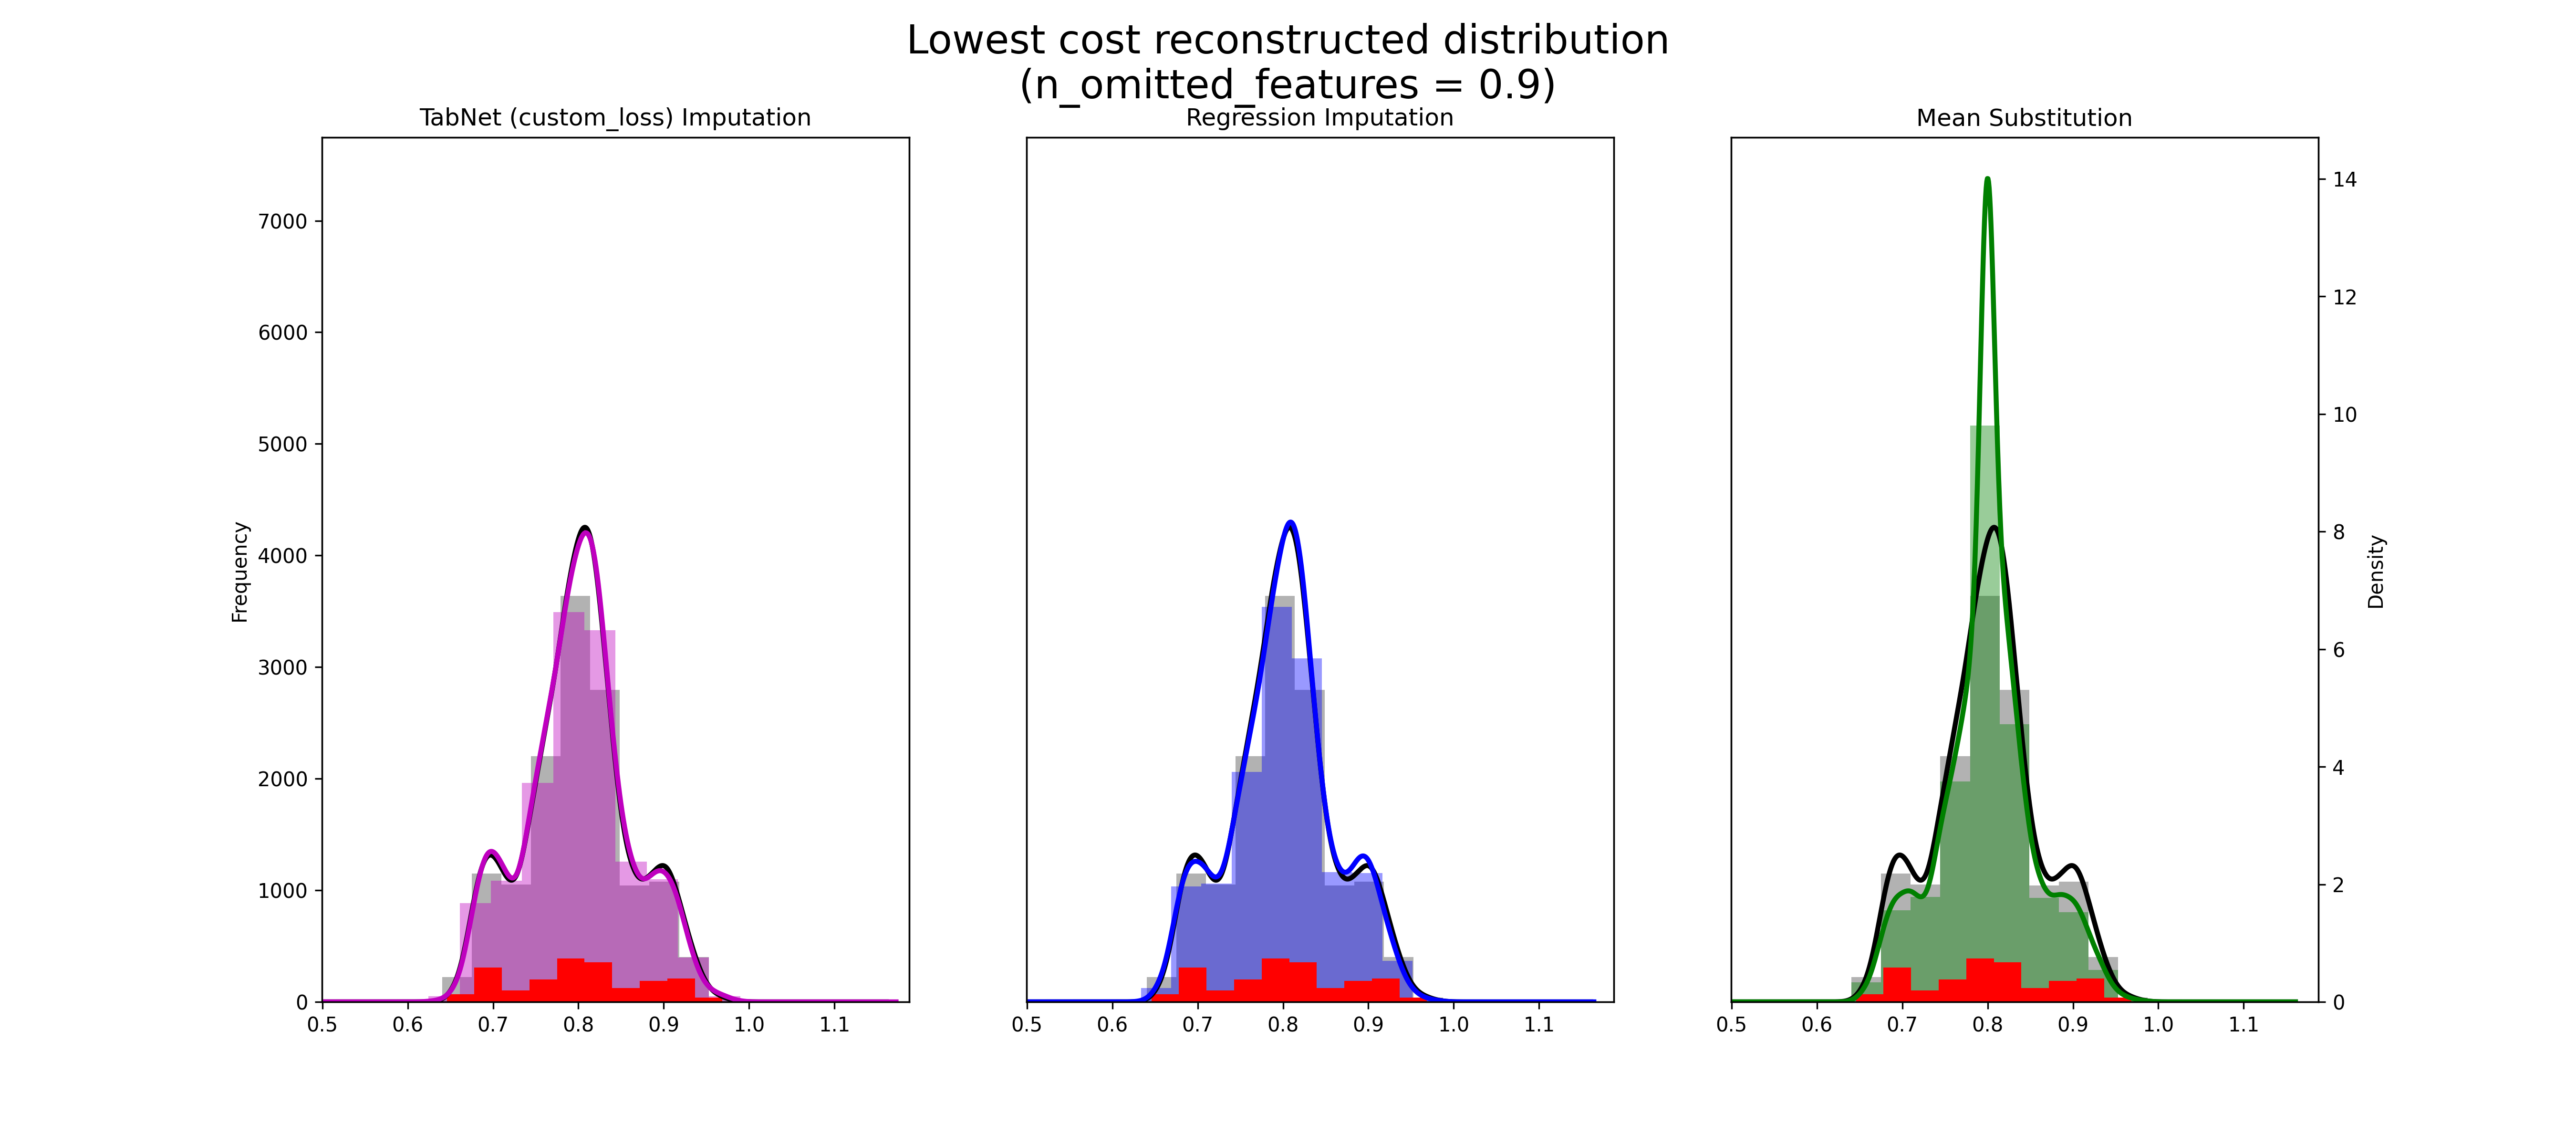 Lowest cost reconstructed distribution
(n_omitted_features = 0.9)
TabNet (custom_loss) Imputation
Regression Imputation
Mean Substitution
Frequency
7000
6000
5000
4000
3000
2000
1000
0
0.5 0.6 0.7 0.8 0.9 1.0 1.1
0.5 0.6 0.7 0.8 0.9 1.0 1.1
0.5 0.6 0.7 0.8 0.9 1.0 1.1
14
12
10
8
6
4
2
0
Density